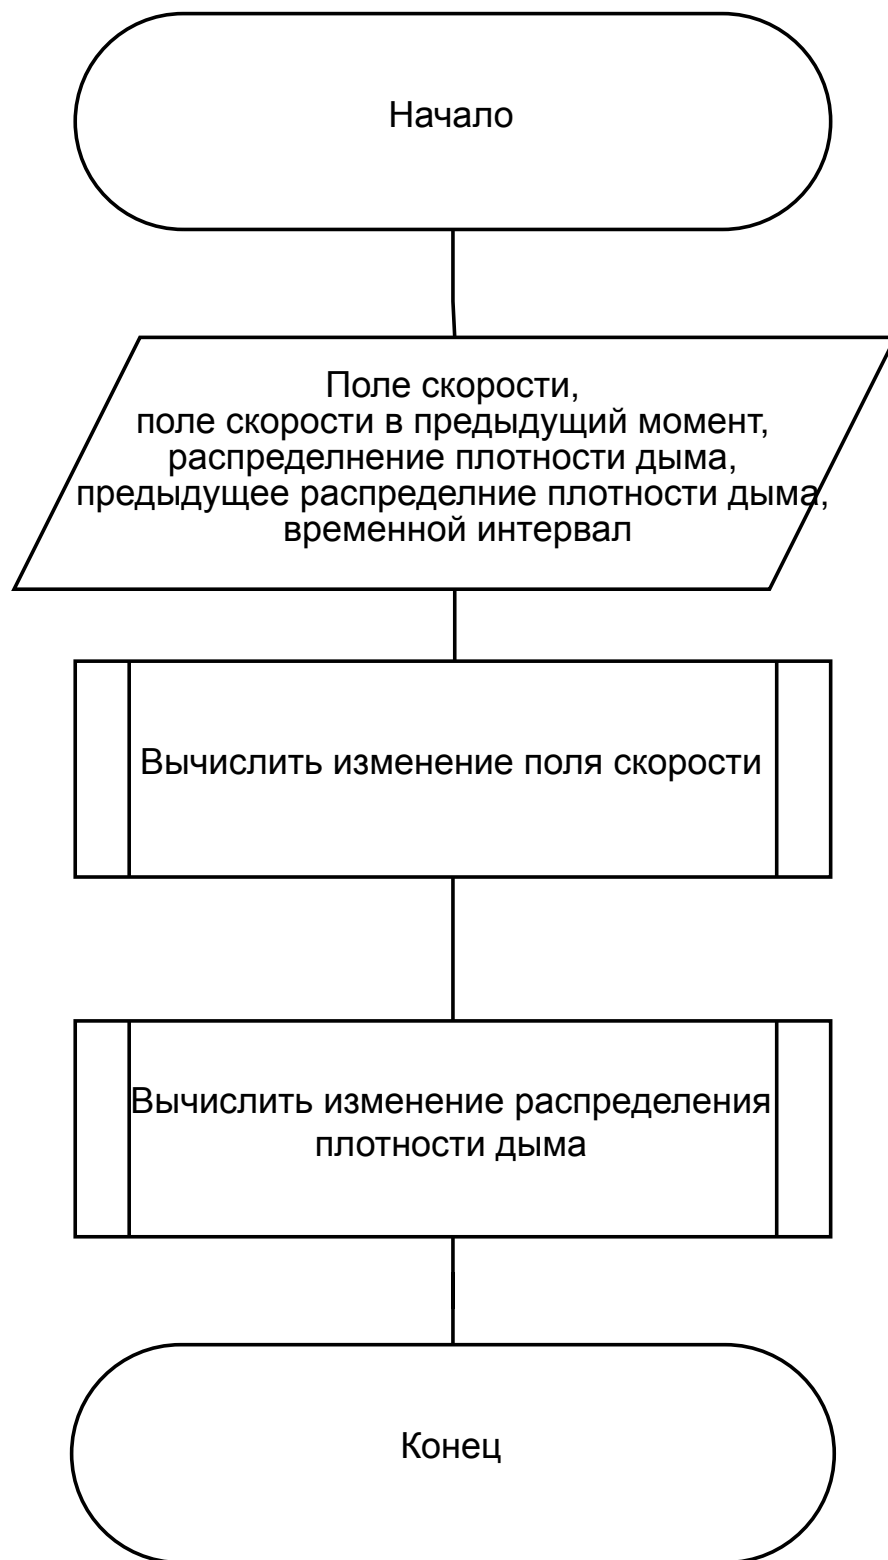 Начало
Поле скорости,
поле скорости в предыдущий момент,
распределнение плотности дыма,
предыдущее распределние плотности дыма,
временной интервал
Вычислить изменение поля скорости
Вычислить изменение распределения
плотности дыма
Конец